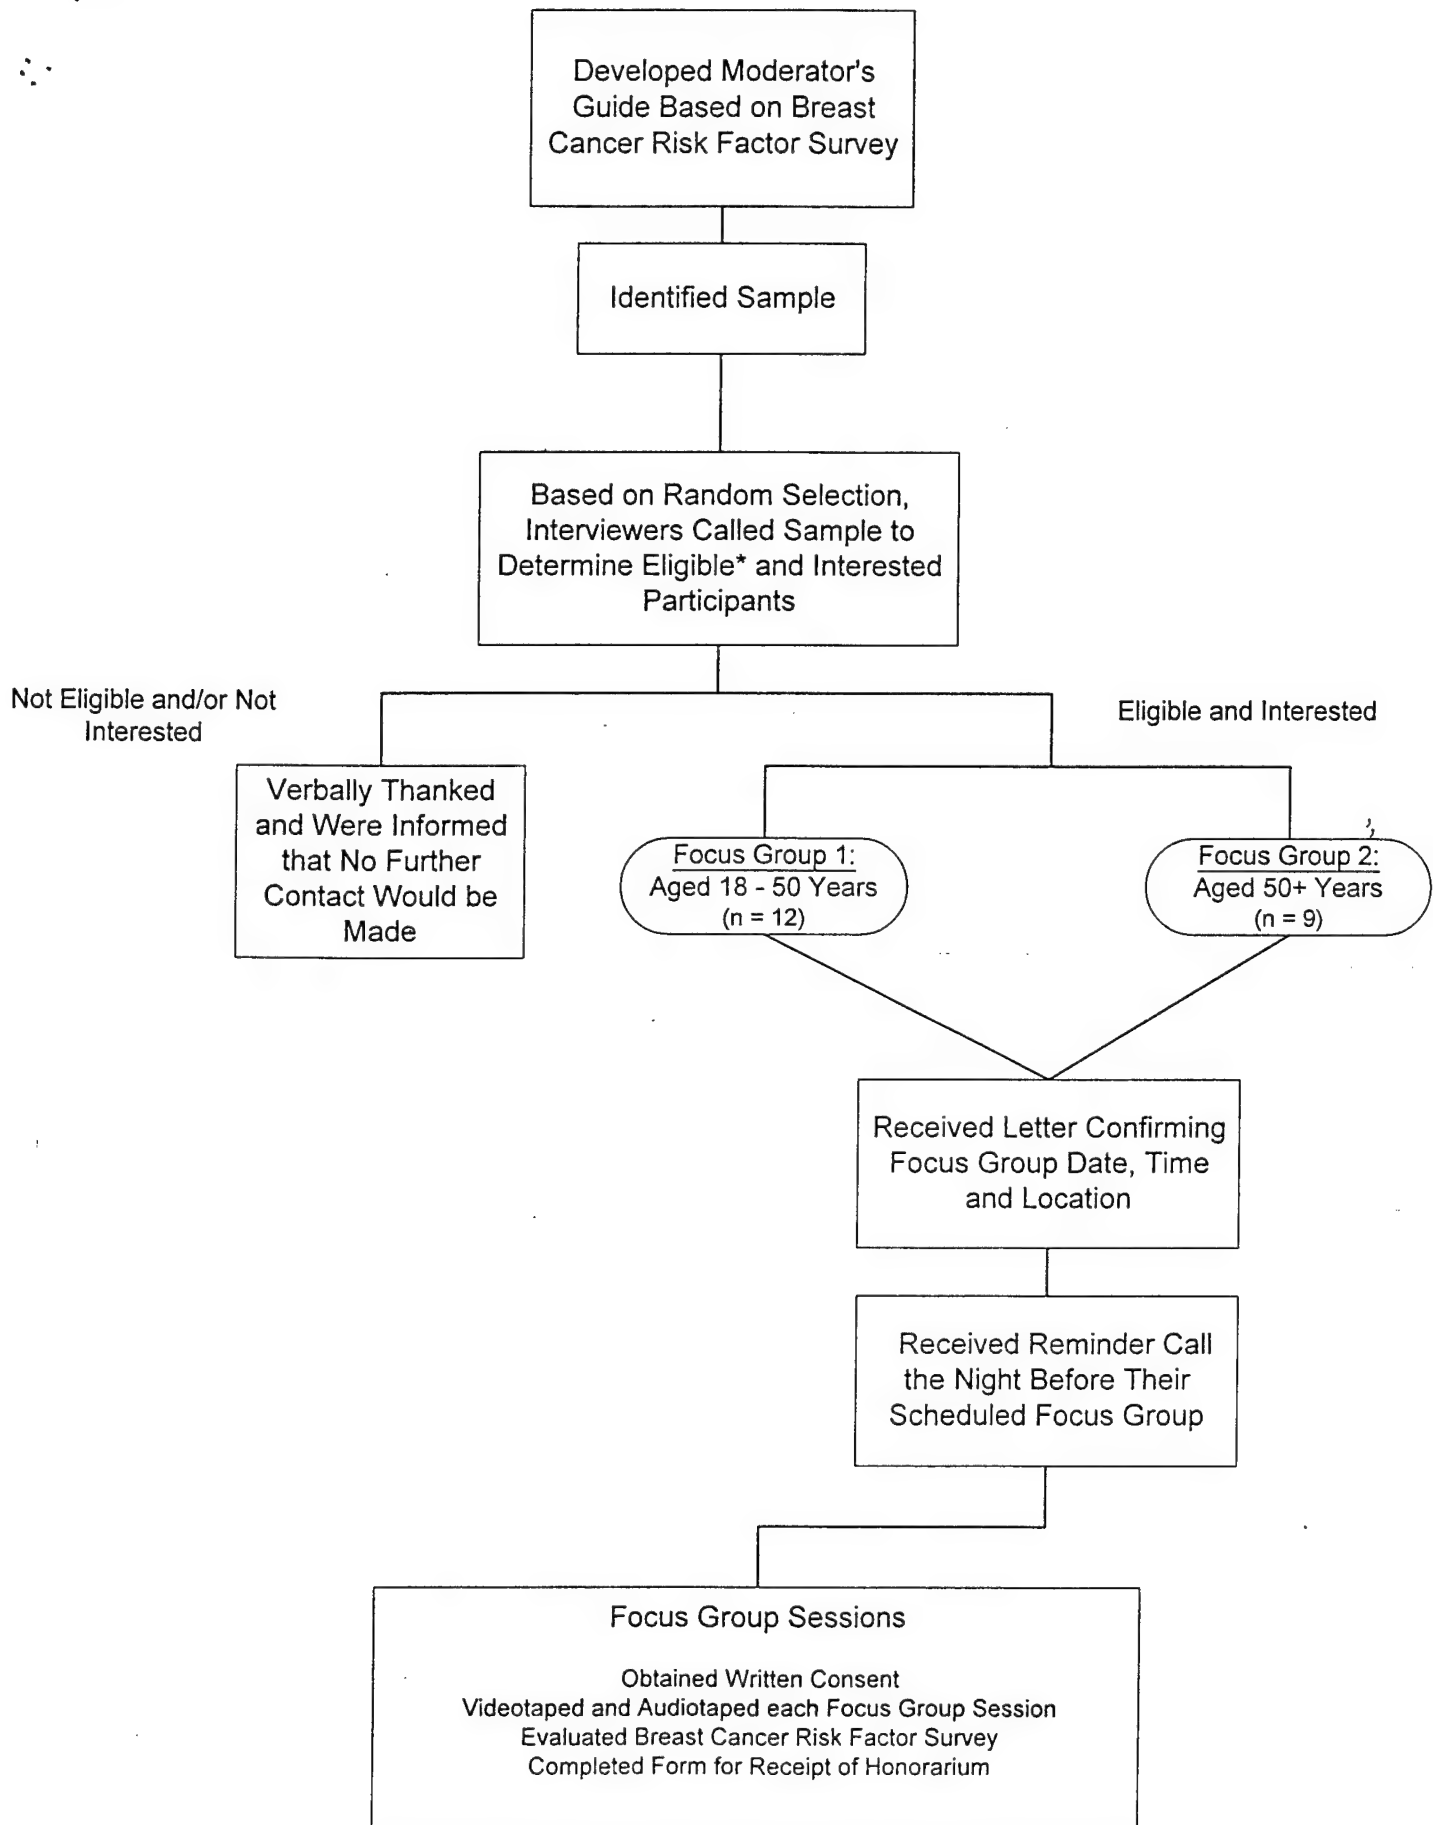 Developed Moderator's
Guide Based on Breast
Cancer Risk Factor Survey
Identified Sample
Based on Random Selection,
Interviewers Called Sample to
Determine Eligible* and Interested
Participants
Not Eligible and/or Not
Interested
Eligible and Interested
Verbally Thanked
and Were Informed
that No Further
Contact Would be
Made
Focus Group 1:
Aged 18 - 50 Years
(n = 12)
Focus Group 2:
Aged 50+ Years
(n = 9)
Received Letter Confirming
Focus Group Date, Time
and Location
Received Reminder Call
the Night Before Their
Scheduled Focus Group
Focus Group Sessions
Obtained Written Consent
Videotaped and Audiotaped each Focus Group Session
Evaluated Breast Cancer Risk Factor Survey
Completed Form for Receipt of Honorarium